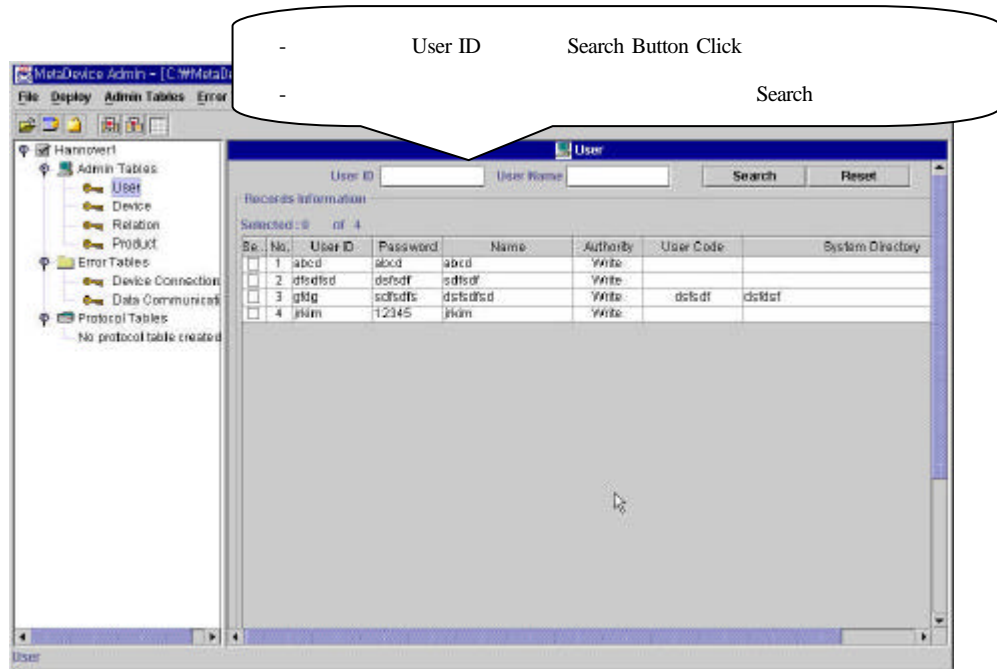 - User ID Search Button Click
- Search
MetaDevice Admin - [C:₩MetaD
File Deploy Admin Tables Error
Hannover1
Admin Tables
User
Device
Relation
Product
Error Tables
Device Connection
Data Communicati
Protocol Tables
No protocol table created
User
User ID User Name Search Reset
Records Information
Selected : 0 of 4
Se.. No. User ID Password Name Authority User Code System Directory
1 abcd abcd abcd Write
2 dfsdfsd dsfsdf sdfsdf Write
3 gfdg sdfsdfs dsfsdfsd Write dsfsdf dsfdsf
4 jrkim 12345 jrkim Write
User